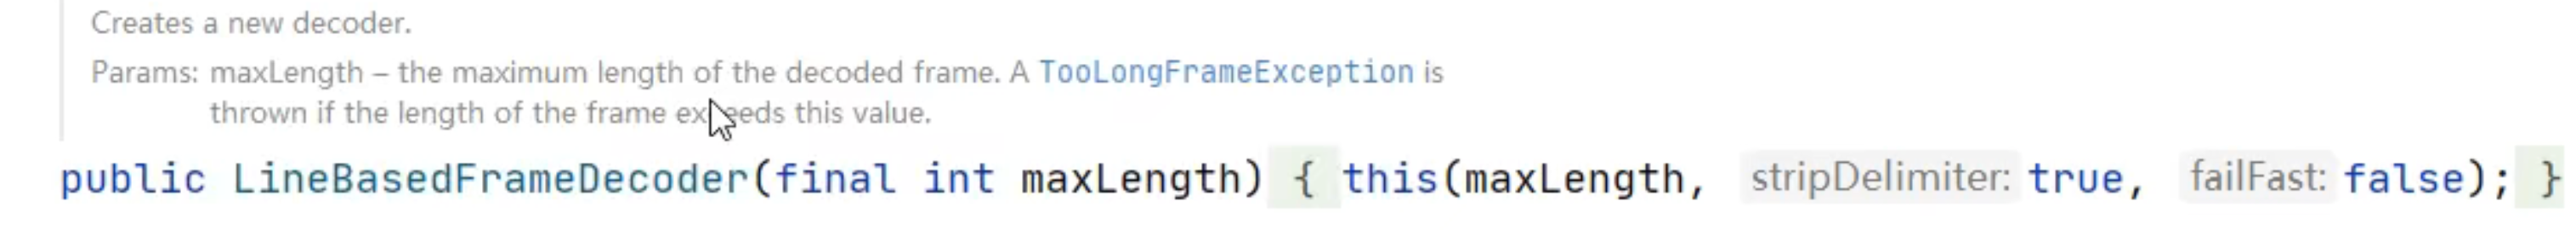 Creates a new decoder.
Params: maxLength – the maximum length of the decoded frame. A TooLongFrameException is
thrown if the length of the frame exceeds this value.
public LineBasedFrameDecoder(final int maxLength) { this(maxLength, stripDelimiter: true, failFast: false); }